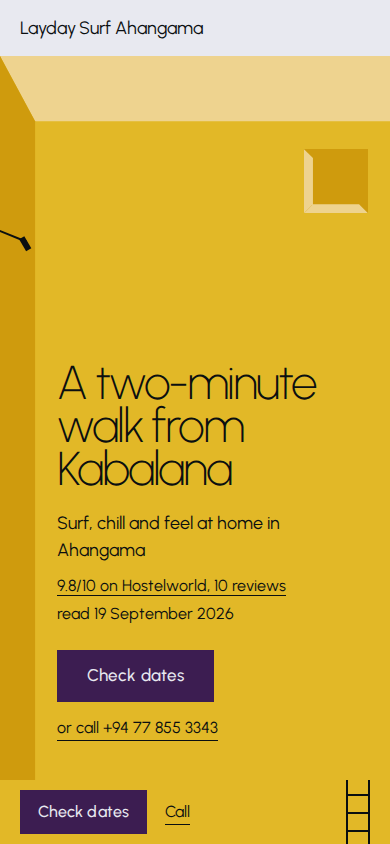 Layday Surf Ahangama
A two-minute
walk from
Kabalana
Surf, chill and feel at home in
Ahangama
9.8/10 on Hostelworld, 10 reviews
read 19 September 2026
Check dates
or call +94 77 855 3343
Check dates
Call